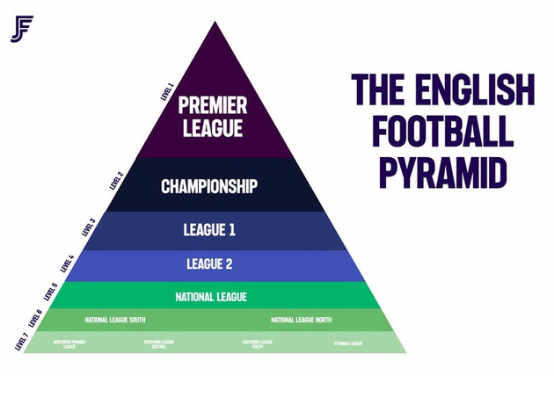 THE ENGLISH
FOOTBALL
PYRAMID
LEVEL 1
PREMIER
LEAGUE
LEVEL 2
CHAMPIONSHIP
LEVEL 3
LEAGUE 1
LEVEL 4
LEAGUE 2
LEVEL 5
NATIONAL LEAGUE
LEVEL 6
NATIONAL LEAGUE SOUTH
NATIONAL LEAGUE NORTH
LEVEL 7
NORTHERN PREMIER
LEAGUE
SOUTHERN LEAGUE
CENTRAL
SOUTHERN LEAGUE
SOUTH
ISTHMIAN LEAGUE